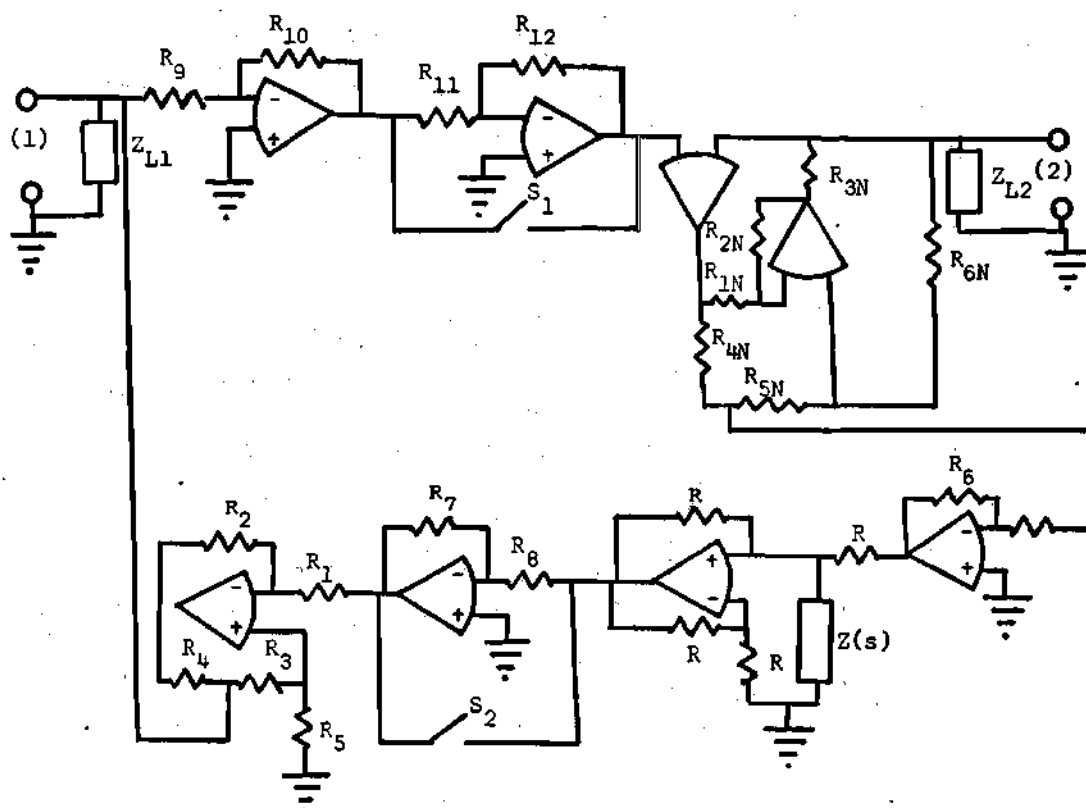 R10
R12
R9
R11
-
+
-
+
(1)
ZL1
S1
R3N
ZL2
(2)
R2N
R1N
R6N
R4N
R5N
R2
R7
R
R6
R1
R8
R
-
+
-
+
+
-
-
+
R4
R3
R
R
Z(s)
R5
S2